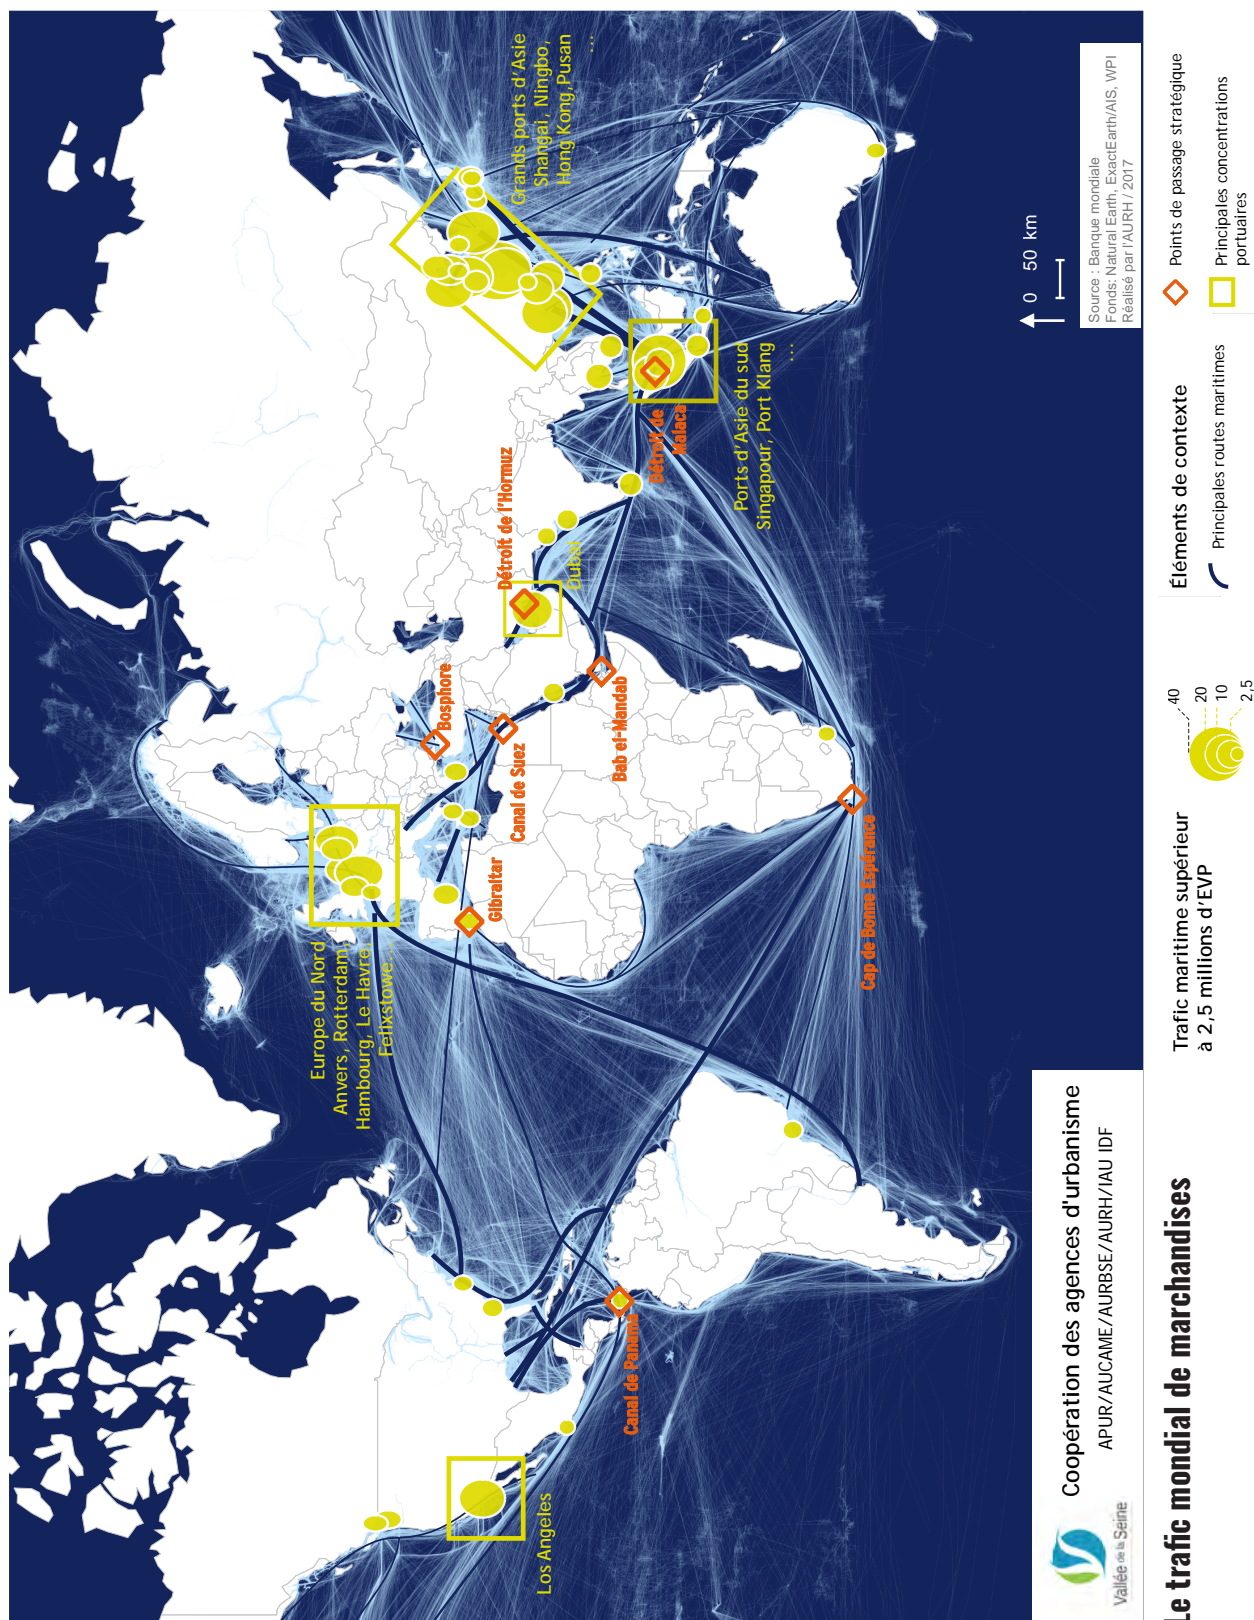 Grands ports d'Asie
Shangai, Ningbo,
Hong Kong,Pusan
...
Ports d'Asie du sud
Singapour, Port Klang
...
Détroit de
Malaca
Détroit de l'Hormuz
Dubaï
Bosphore
Canal de Suez
Bab el-Mandab
Gibraltar
Cap de Bonne Espérance
Europe du Nord
Anvers, Rotterdam,
Hambourg, Le Havre,
Felixstowe...
Canal de Panama
Los Angeles
0 50 km
Source : Banque mondiale
Fonds: Natural Earth, ExactEarth/AIS, WPI
Réalisé par l'AURH / 2017
Vallée de la Seine
Coopération des agences d'urbanisme
APUR/AUCAME/AURBSE/AURH/IAU IDF
Le trafic mondial de marchandises
Trafic maritime supérieur
à 2,5 millions d'EVP
40
20
10
2,5
Éléments de contexte
Principales routes maritimes
Points de passage stratégique
Principales concentrations
portuaires